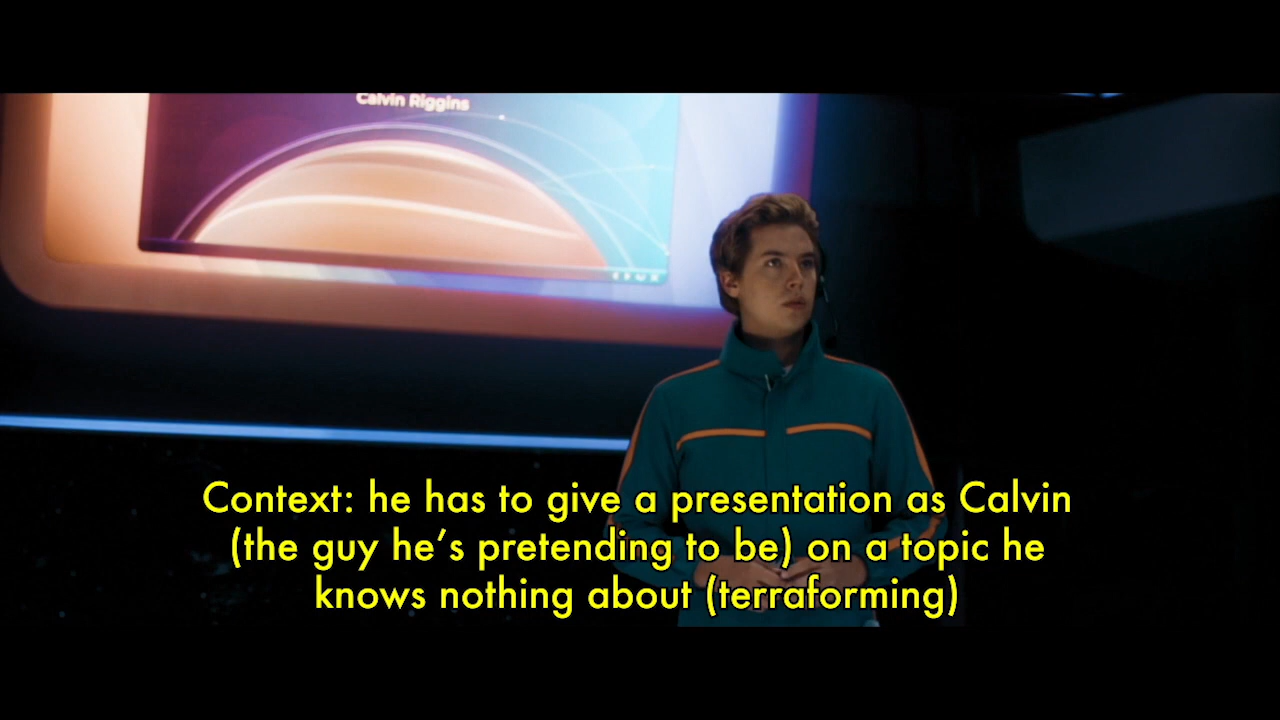 Calvin Riggins
Context: he has to give a presentation as Calvin
(the guy he's pretending to be) on a topic he
knows nothing about (terraforming)